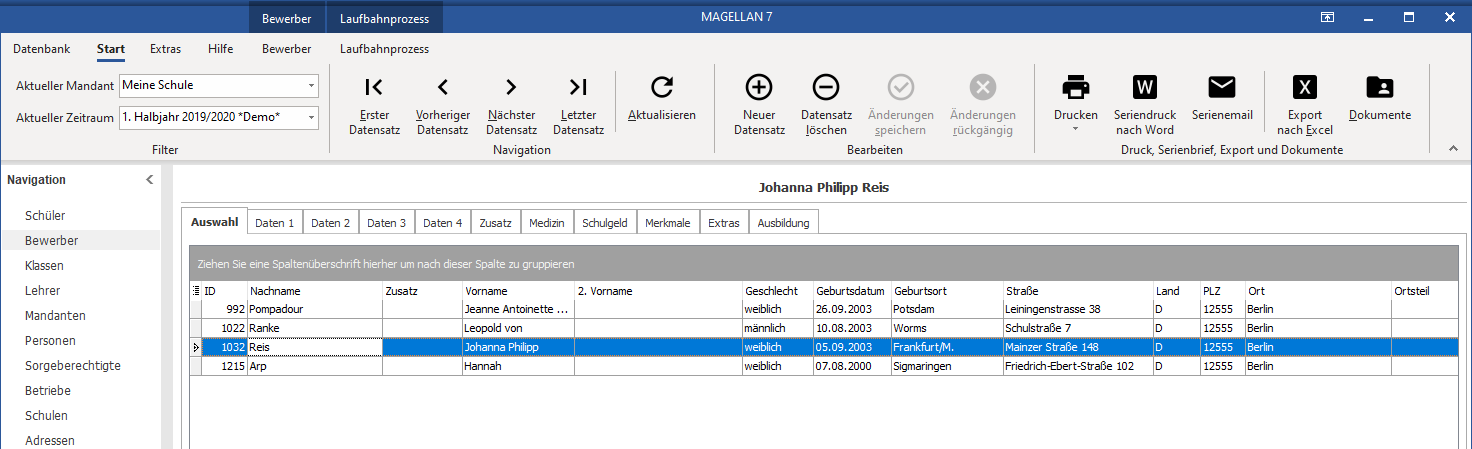 Bewerber Laufbahnprozess MAGELLAN 7
Datenbank Start Extras Hilfe Bewerber Laufbahnprozess
Aktueller Mandant Meine Schule
Aktueller Zeitraum 1. Halbjahr 2019/2020 *Demo*
Filter
Erster Datensatz
Vorheriger Datensatz
Nächster Datensatz
Letzter Datensatz
Aktualisieren
Navigation
Neuer Datensatz
Datensatz löschen
Änderungen speichern
Änderungen rückgängig
Bearbeiten
Drucken
W
Seriendruck nach Word
Serienemail
X
Export nach Excel
Dokumente
Druck, Serienbrief, Export und Dokumente
Navigation
Schüler
Bewerber
Klassen
Lehrer
Mandanten
Personen
Sorgeberechtigte
Betriebe
Schulen
Adressen
Johanna Philipp Reis
Auswahl Daten 1 Daten 2 Daten 3 Daten 4 Zusatz Medizin Schulgeld Merkmale Extras Ausbildung
Ziehen Sie eine Spaltenüberschrift hierher um nach dieser Spalte zu gruppieren
ID Nachname Zusatz Vorname 2. Vorname Geschlecht Geburtsdatum Geburtsort Straße Land PLZ Ort Ortsteil
992 Pompadour Jeanne Antoinette ... weiblich 26.09.2003 Potsdam Leiningenstrasse 38 D 12555 Berlin
1022 Ranke Leopold von männlich 10.08.2003 Worms Schulstraße 7 D 12555 Berlin
1032 Reis Johanna Philipp weiblich 05.09.2003 Frankfurt/M. Mainzer Straße 148 D 12555 Berlin
1215 Arp Hannah weiblich 07.08.2000 Sigmaringen Friedrich-Ebert-Straße 102 D 12555 Berlin